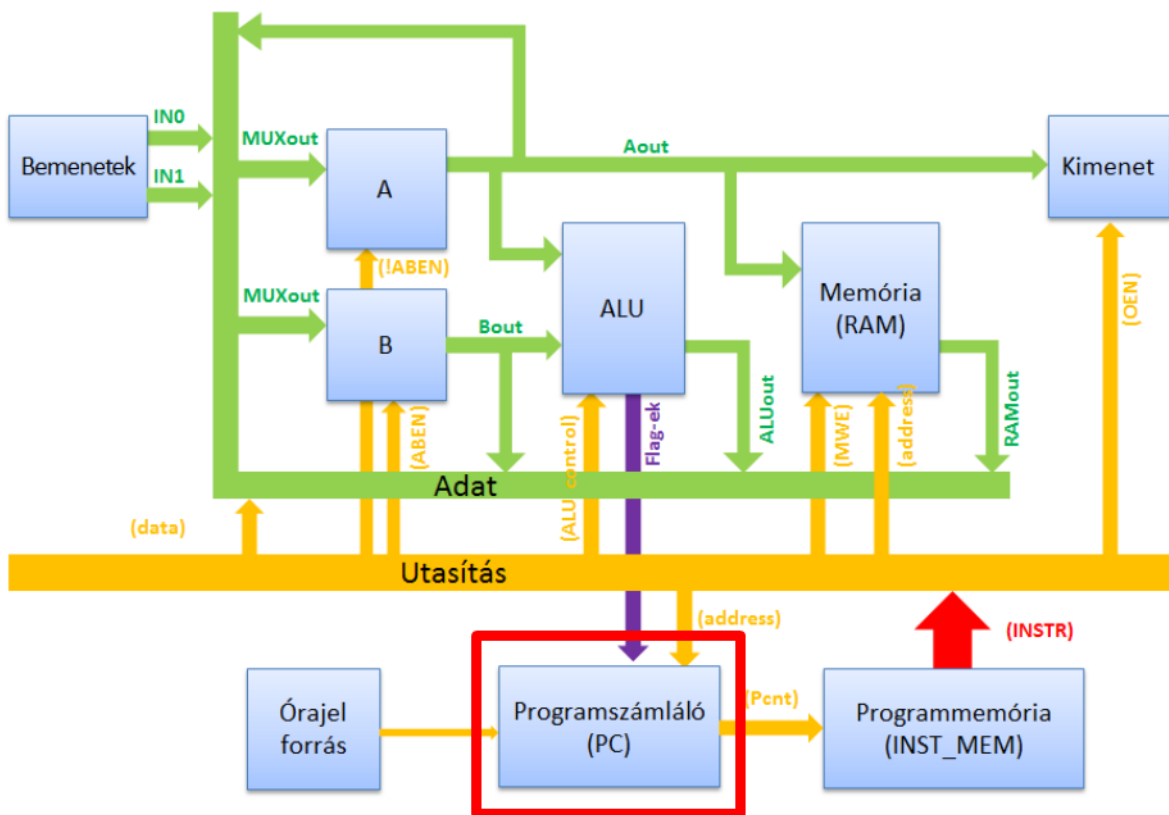 IN0
MUXout
Aout
Bemenetek
A
Kimenet
IN1
(!ABEN)
MUXout
ALU
Memória
(RAM)
Bout
B
(OEN)
(ABEN)
(ALU control)
Flag-ek
ALUout
(MWE)
(address)
RAMout
Adat
(data)
Utasítás
(address)
(INSTR)
Órajel
forrás
Programszámláló
(PC)
(Pcnt)
Programmemória
(INST_MEM)